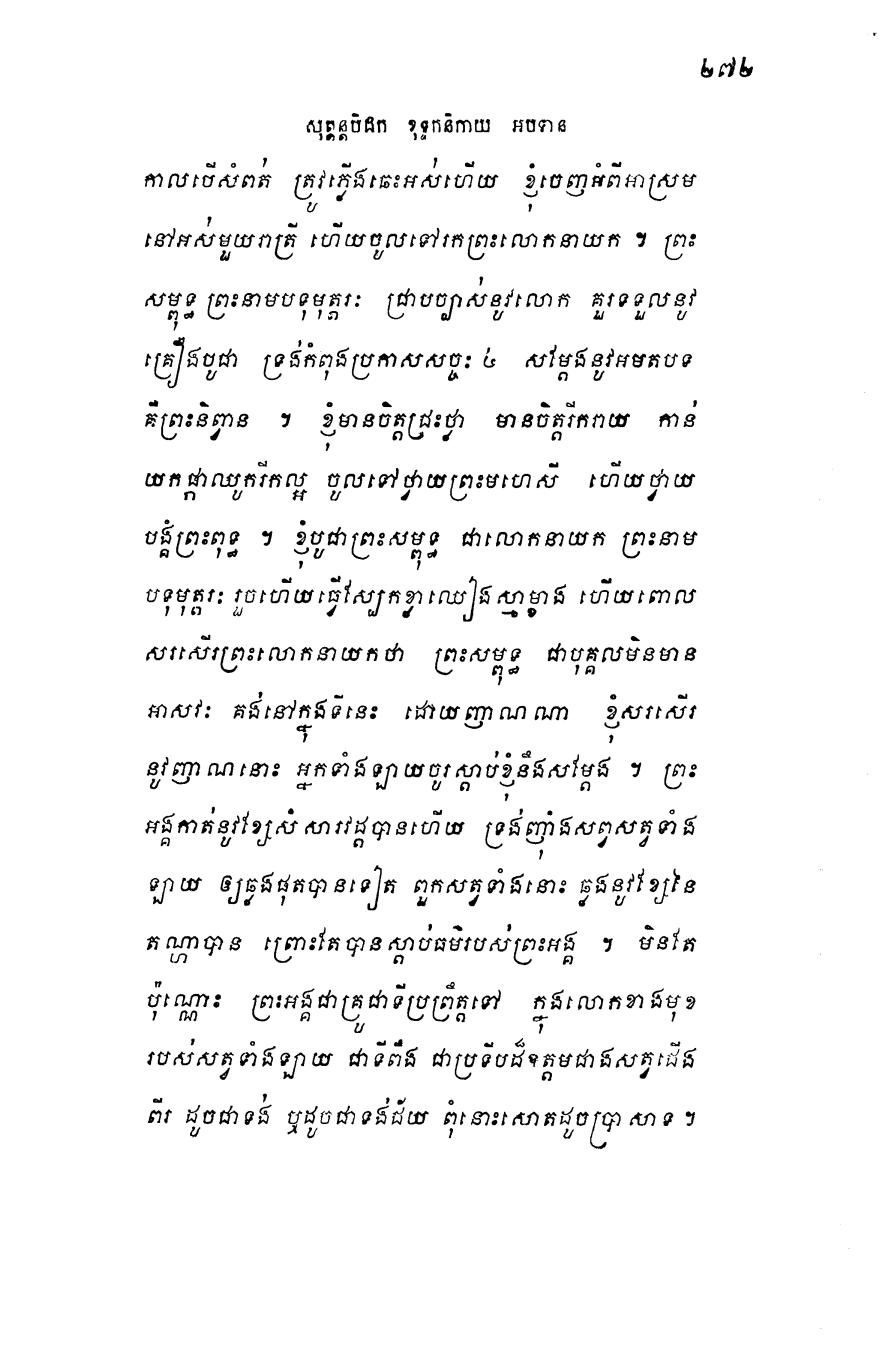 ២៧២
សុត្តន្តបិដក ខុទ្ទកនិកាយ អបទាន
កាលបើសំពត់ ត្រូវភ្លើងឆេះអស់ហើយ ខ្ញុំចេញអំពីអាស្រម
នៅអស់មួយរាត្រី ហើយចូលទៅរកព្រះលោកនាយក ។ ព្រះ
សម្ពុទ្ធ ព្រះនាមបទុមុត្តរៈ ជ្រាបច្បាស់នូវលោក គួរទទួលនូវ
គ្រឿងបូជា ទ្រង់កំពុងប្រកាសសច្ចៈ ៤ សម្តែងនូវអមតបទ
គឺព្រះនិព្វាន ។ ខ្ញុំមានចិត្តជ្រះថ្លា មានចិត្តរីករាយ កាន់
យកផ្កាឈូករីកល្អ ចូលទៅថ្វាយព្រះមហេសី ហើយថ្វាយ
បង្គំព្រះពុទ្ធ ។ ខ្ញុំបូជាព្រះសម្ពុទ្ធ ជាលោកនាយក ព្រះនាម
បទុមុត្តរៈ រួចហើយធ្វើស្បែកខ្លាឈៀងស្មាម្ខាង ហើយពោល
សរសើរព្រះលោកនាយកថា ព្រះសម្ពុទ្ធ ជាបុគ្គលមិនមាន
អាសវៈ គង់នៅក្នុងទីនេះ ដោយញាណណា ខ្ញុំសរសើរ
នូវញាណនោះ អ្នកទាំងឡាយចូរស្តាប់ខ្ញុំនឹងសម្តែង ។ ព្រះ
អង្គកាត់នូវខ្សែសំសារវដ្តបានហើយ ទ្រង់ញ៉ាំងសព្វសត្វទាំង
ឡាយ ឲ្យឆ្លងផុតបានទៀត ពួកសត្វទាំងនោះ ឆ្លងនូវខ្សែនៃ
តណ្ហាបាន ព្រោះតែបានស្តាប់ធម៌របស់ព្រះអង្គ ។ មិនតែ
ប៉ុណ្ណោះ ព្រះអង្គជាគ្រូជាទីប្រព្រឹត្តទៅ ក្នុងលោកខាងមុខ
របស់សត្វទាំងឡាយ ជាទីពឹង ជាប្រទីបដ៏ឧត្តមជាងសត្វជើង
ពីរ ដូចជាទង់ ឬដូចជាទង់ជ័យ ពុំនោះសោតដូចប្រាសាទ ។